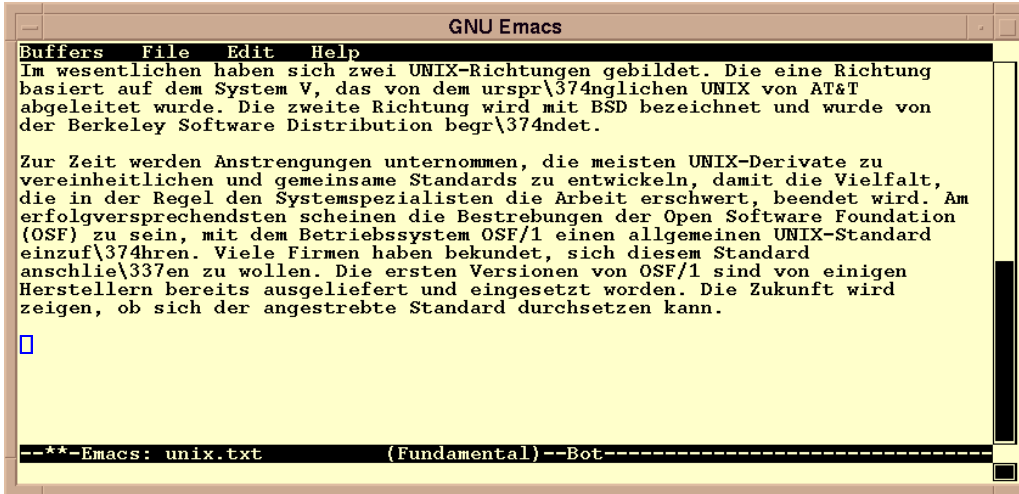 GNU Emacs
Buffers File Edit Help
Im wesentlichen haben sich zwei UNIX-Richtungen gebildet. Die eine Richtung
basiert auf dem System V, das von dem urspr\374nglichen UNIX von AT&T
abgeleitet wurde. Die zweite Richtung wird mit BSD bezeichnet und wurde von
der Berkeley Software Distribution begr\374ndet.
Zur Zeit werden Anstrengungen unternommen, die meisten UNIX-Derivate zu
vereinheitlichen und gemeinsame Standards zu entwickeln, damit die Vielfalt,
die in der Regel den Systemspezialisten die Arbeit erschwert, beendet wird. Am
erfolgversprechendsten scheinen die Bestrebungen der Open Software Foundation
(OSF) zu sein, mit dem Betriebssystem OSF/1 einen allgemeinen UNIX-Standard
einzuf\374hren. Viele Firmen haben bekundet, sich diesem Standard
anschlie\337en zu wollen. Die ersten Versionen von OSF/1 sind von einigen
Herstellern bereits ausgeliefert und eingesetzt worden. Die Zukunft wird
zeigen, ob sich der angestrebte Standard durchsetzen kann.
--**-Emacs: unix.txt (Fundamental)--Bot--------------------------------